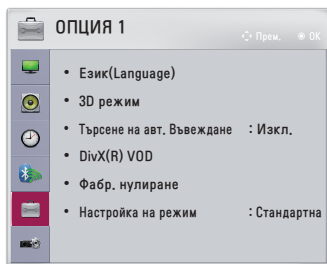 ОПЦИЯ 1
Прем. OK
• Език(Language)
• 3D режим
• Търсене на авт. Въвеждане : Изкл.
• DivX(R) VOD
• Фабр. нулиране
• Настройка на режим : Стандартна